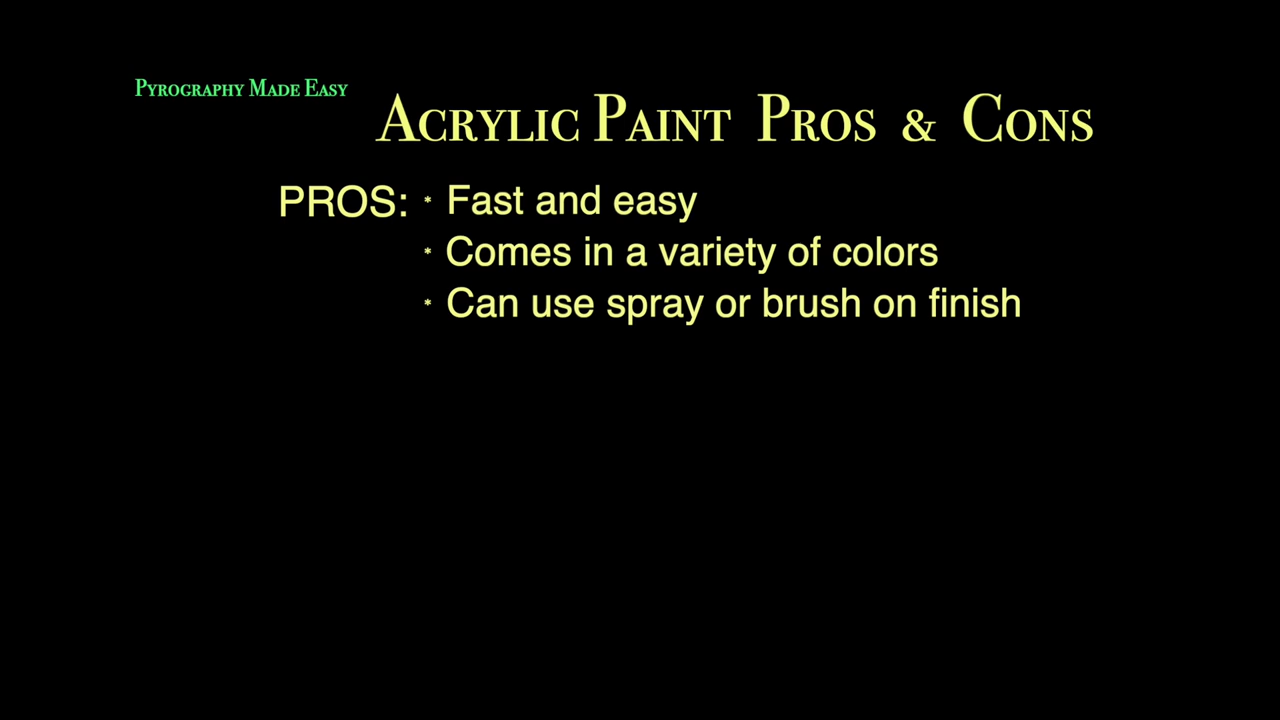 Pyrography Made Easy
Acrylic Paint Pros & Cons
PROS: * Fast and easy
* Comes in a variety of colors
* Can use spray or brush on finish